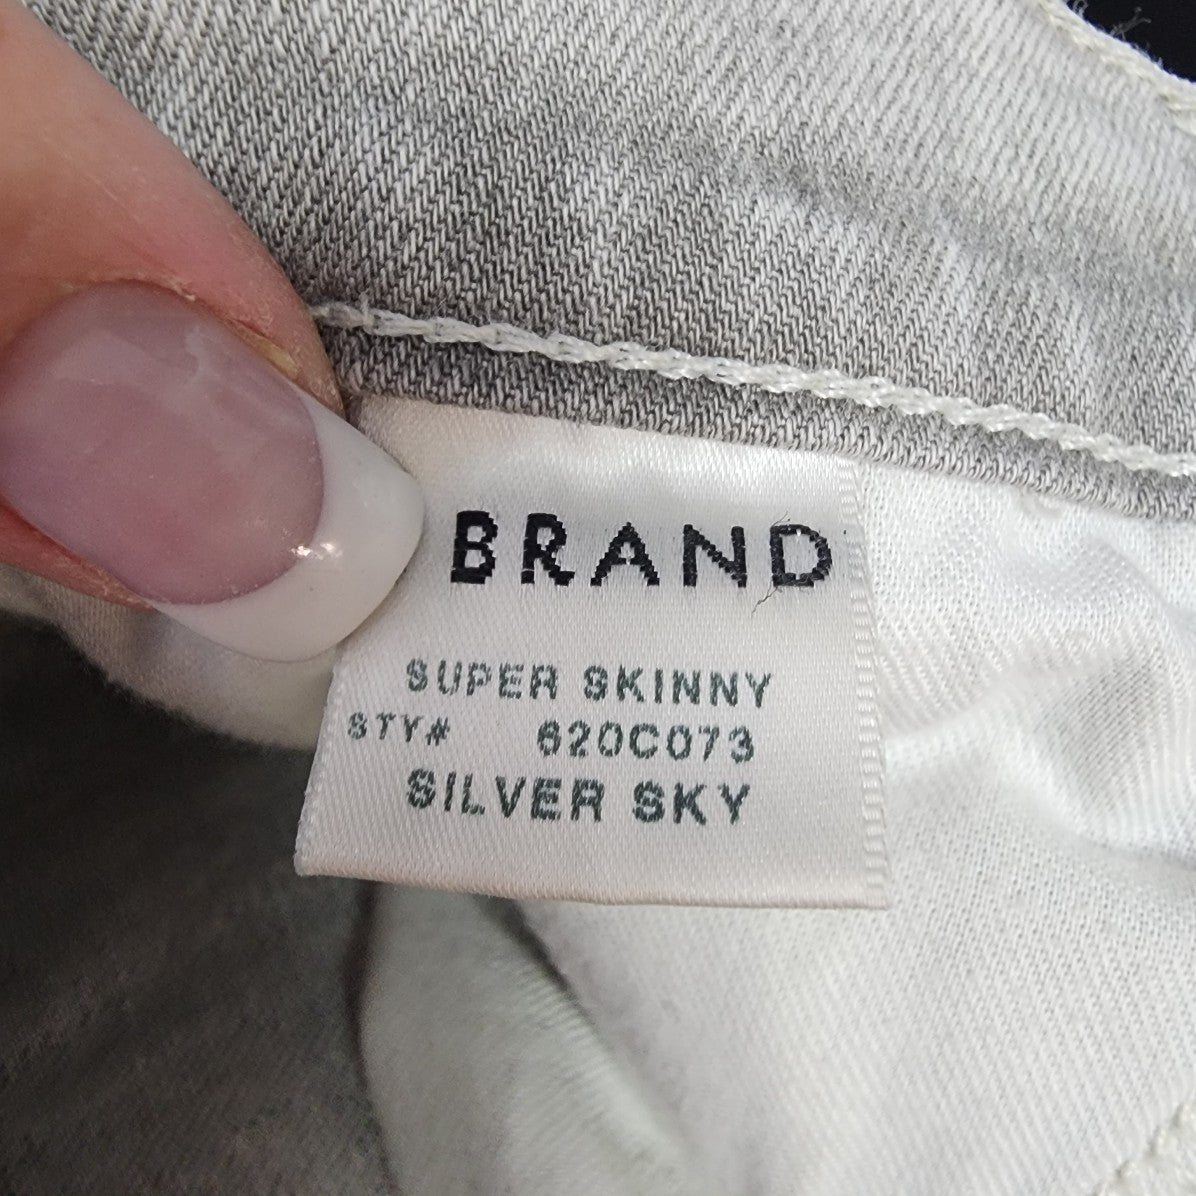 BRAND
SUPER SKINNY
STY# 620C073
SILVER SKY